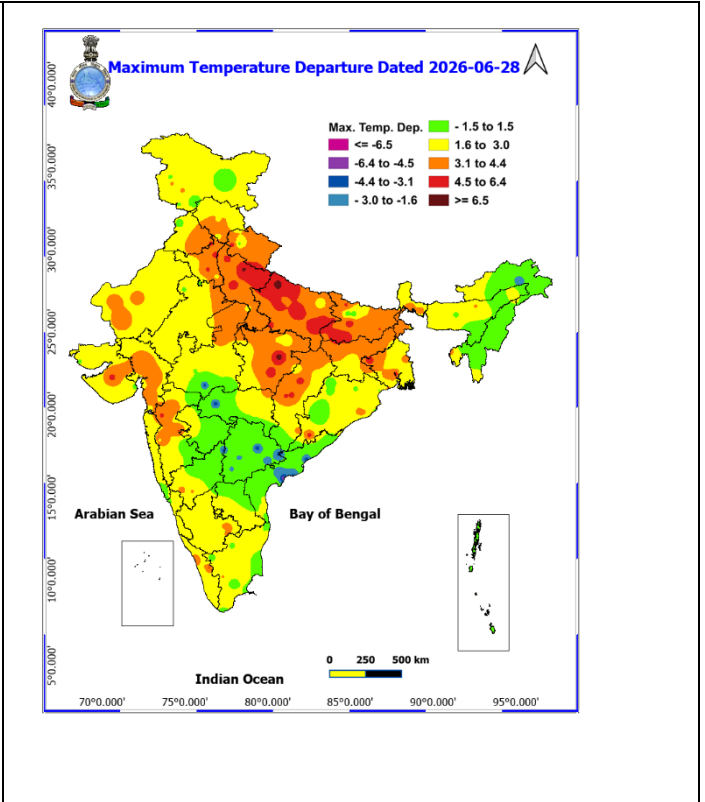 Maximum Temperature Departure Dated 2026-06-28
Max. Temp. Dep.
<= -6.5
-6.4 to -4.5
-4.4 to -3.1
- 3.0 to -1.6
- 1.5 to 1.5
1.6 to 3.0
3.1 to 4.4
4.5 to 6.4
>= 6.5
40°0.000'
35°0.000'
30°0.000'
25°0.000'
20°0.000'
15°0.000'
10°0.000'
5°0.000'
Arabian Sea
Bay of Bengal
Indian Ocean
0 250 500 km
70°0.000' 75°0.000' 80°0.000' 85°0.000' 90°0.000' 95°0.000'